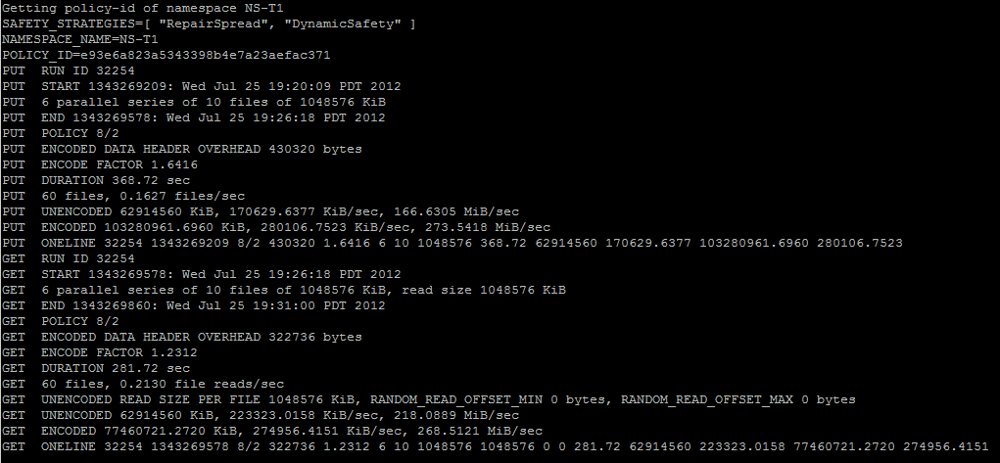 Getting policy-id of namespace NS-T1
SAFETY_STRATEGIES=[ "RepairSpread", "DynamicSafety" ]
NAMESPACE_NAME=NS-T1
POLICY_ID=e93e6a823a5343398b4e7a23aefac371
PUT  RUN ID 32254
PUT  START 1343269209: Wed Jul 25 19:20:09 PDT 2012
PUT  6 parallel series of 10 files of 1048576 KiB
PUT  END 1343269578: Wed Jul 25 19:26:18 PDT 2012
PUT  POLICY 8/2
PUT  ENCODED DATA HEADER OVERHEAD 430320 bytes
PUT  ENCODE FACTOR 1.6416
PUT  DURATION 368.72 sec
PUT  60 files, 0.1627 files/sec
PUT  UNENCODED 62914560 KiB, 170629.6377 KiB/sec, 166.6305 MiB/sec
PUT  ENCODED 103280961.6960 KiB, 280106.7523 KiB/sec, 273.5418 MiB/sec
PUT  ONELINE 32254 1343269209 8/2 430320 1.6416 6 10 1048576 368.72 62914560 170629.6377 103280961.6960 280106.7523
GET  RUN ID 32254
GET  START 1343269578: Wed Jul 25 19:26:18 PDT 2012
GET  6 parallel series of 10 files of 1048576 KiB, read size 1048576 KiB
GET  END 1343269860: Wed Jul 25 19:31:00 PDT 2012
GET  POLICY 8/2
GET  ENCODED DATA HEADER OVERHEAD 322736 bytes
GET  ENCODE FACTOR 1.2312
GET  DURATION 281.72 sec
GET  60 files, 0.2130 file reads/sec
GET  UNENCODED READ SIZE PER FILE 1048576 KiB, RANDOM_READ_OFFSET_MIN 0 bytes, RANDOM_READ_OFFSET_MAX 0 bytes
GET  UNENCODED 62914560 KiB, 223323.0158 KiB/sec, 218.0889 MiB/sec
GET  ENCODED 77460721.2720 KiB, 274956.4151 KiB/sec, 268.5121 MiB/sec
GET  ONELINE 32254 1343269578 8/2 322736 1.2312 6 10 1048576 1048576 0 0 281.72 62914560 223323.0158 77460721.2720 274956.4151